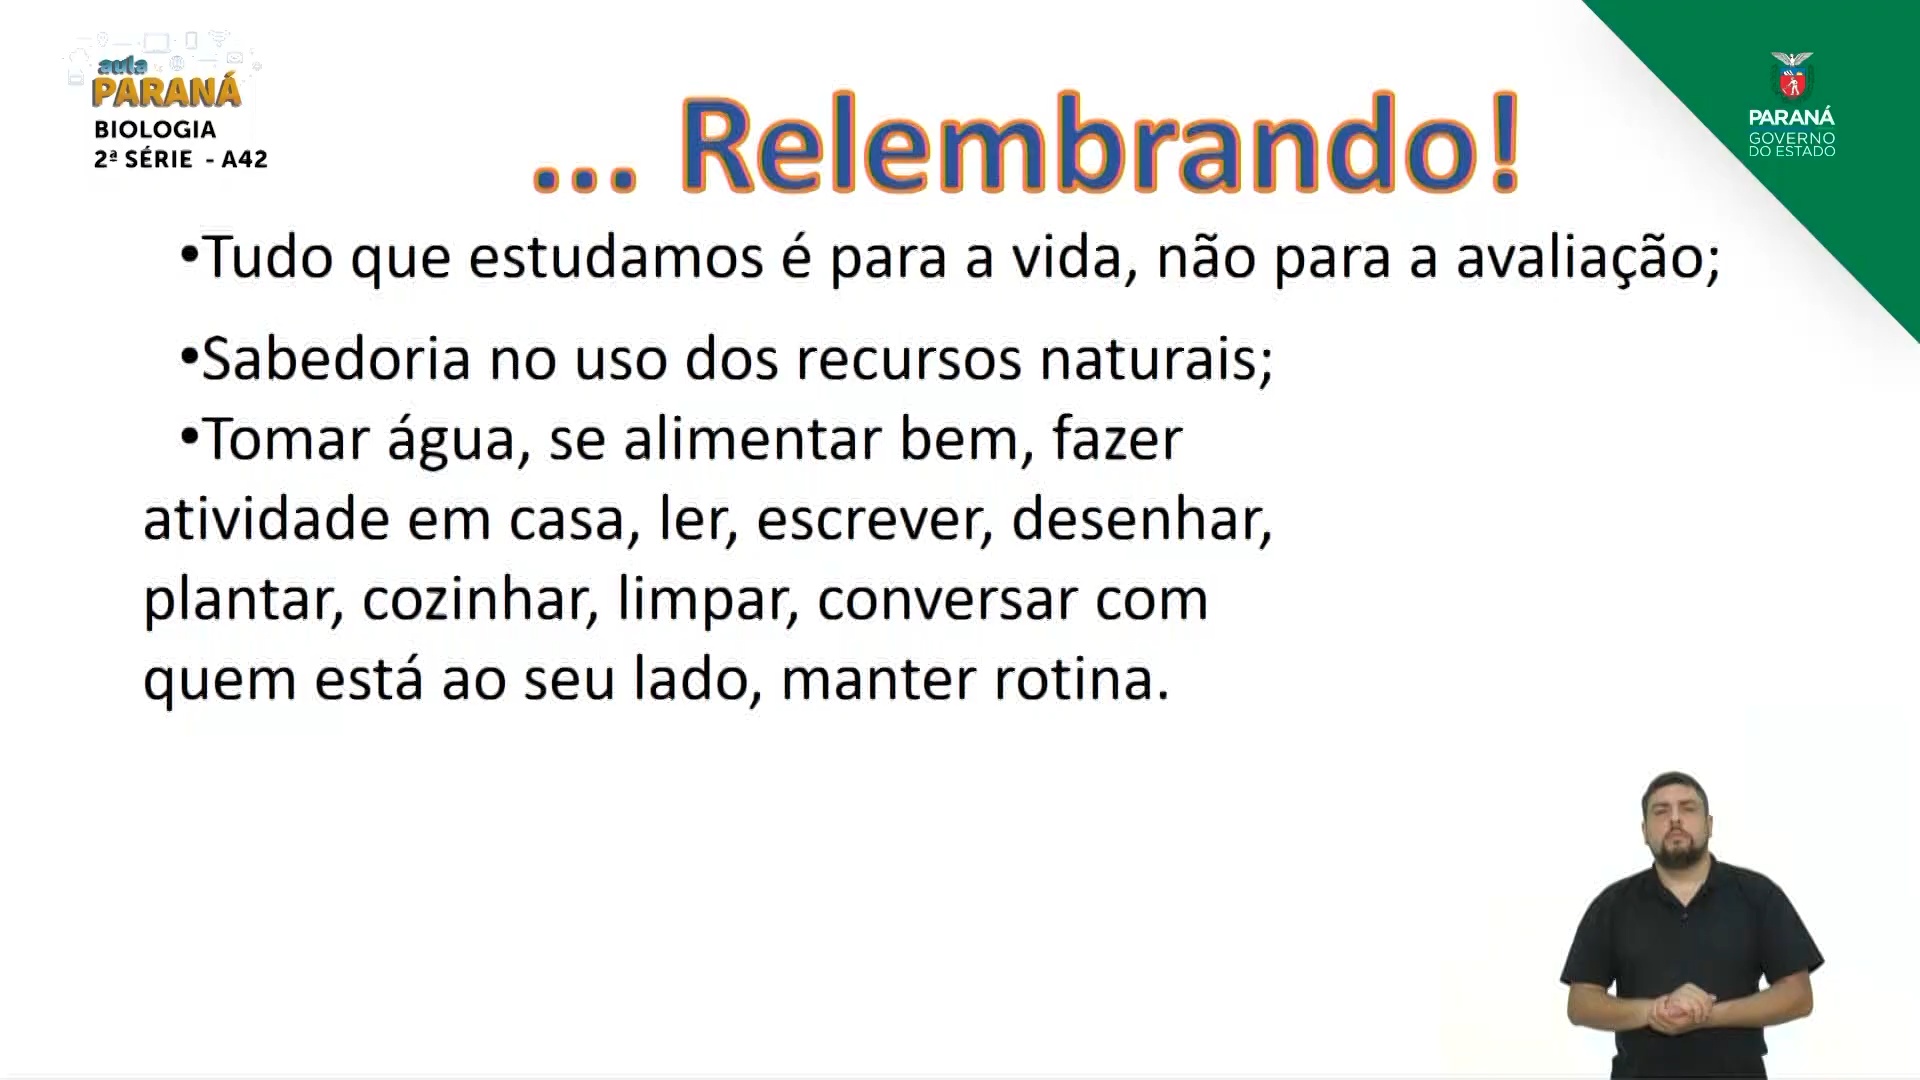 aula
PARANÁ
BIOLOGIA
2ª SÉRIE - A42
... Relembrando!
PARANÁ
GOVERNO
DO ESTADO
•Tudo que estudamos é para a vida, não para a avaliação;
•Sabedoria no uso dos recursos naturais;
•Tomar água, se alimentar bem, fazer
atividade em casa, ler, escrever, desenhar,
plantar, cozinhar, limpar, conversar com
quem está ao seu lado, manter rotina.